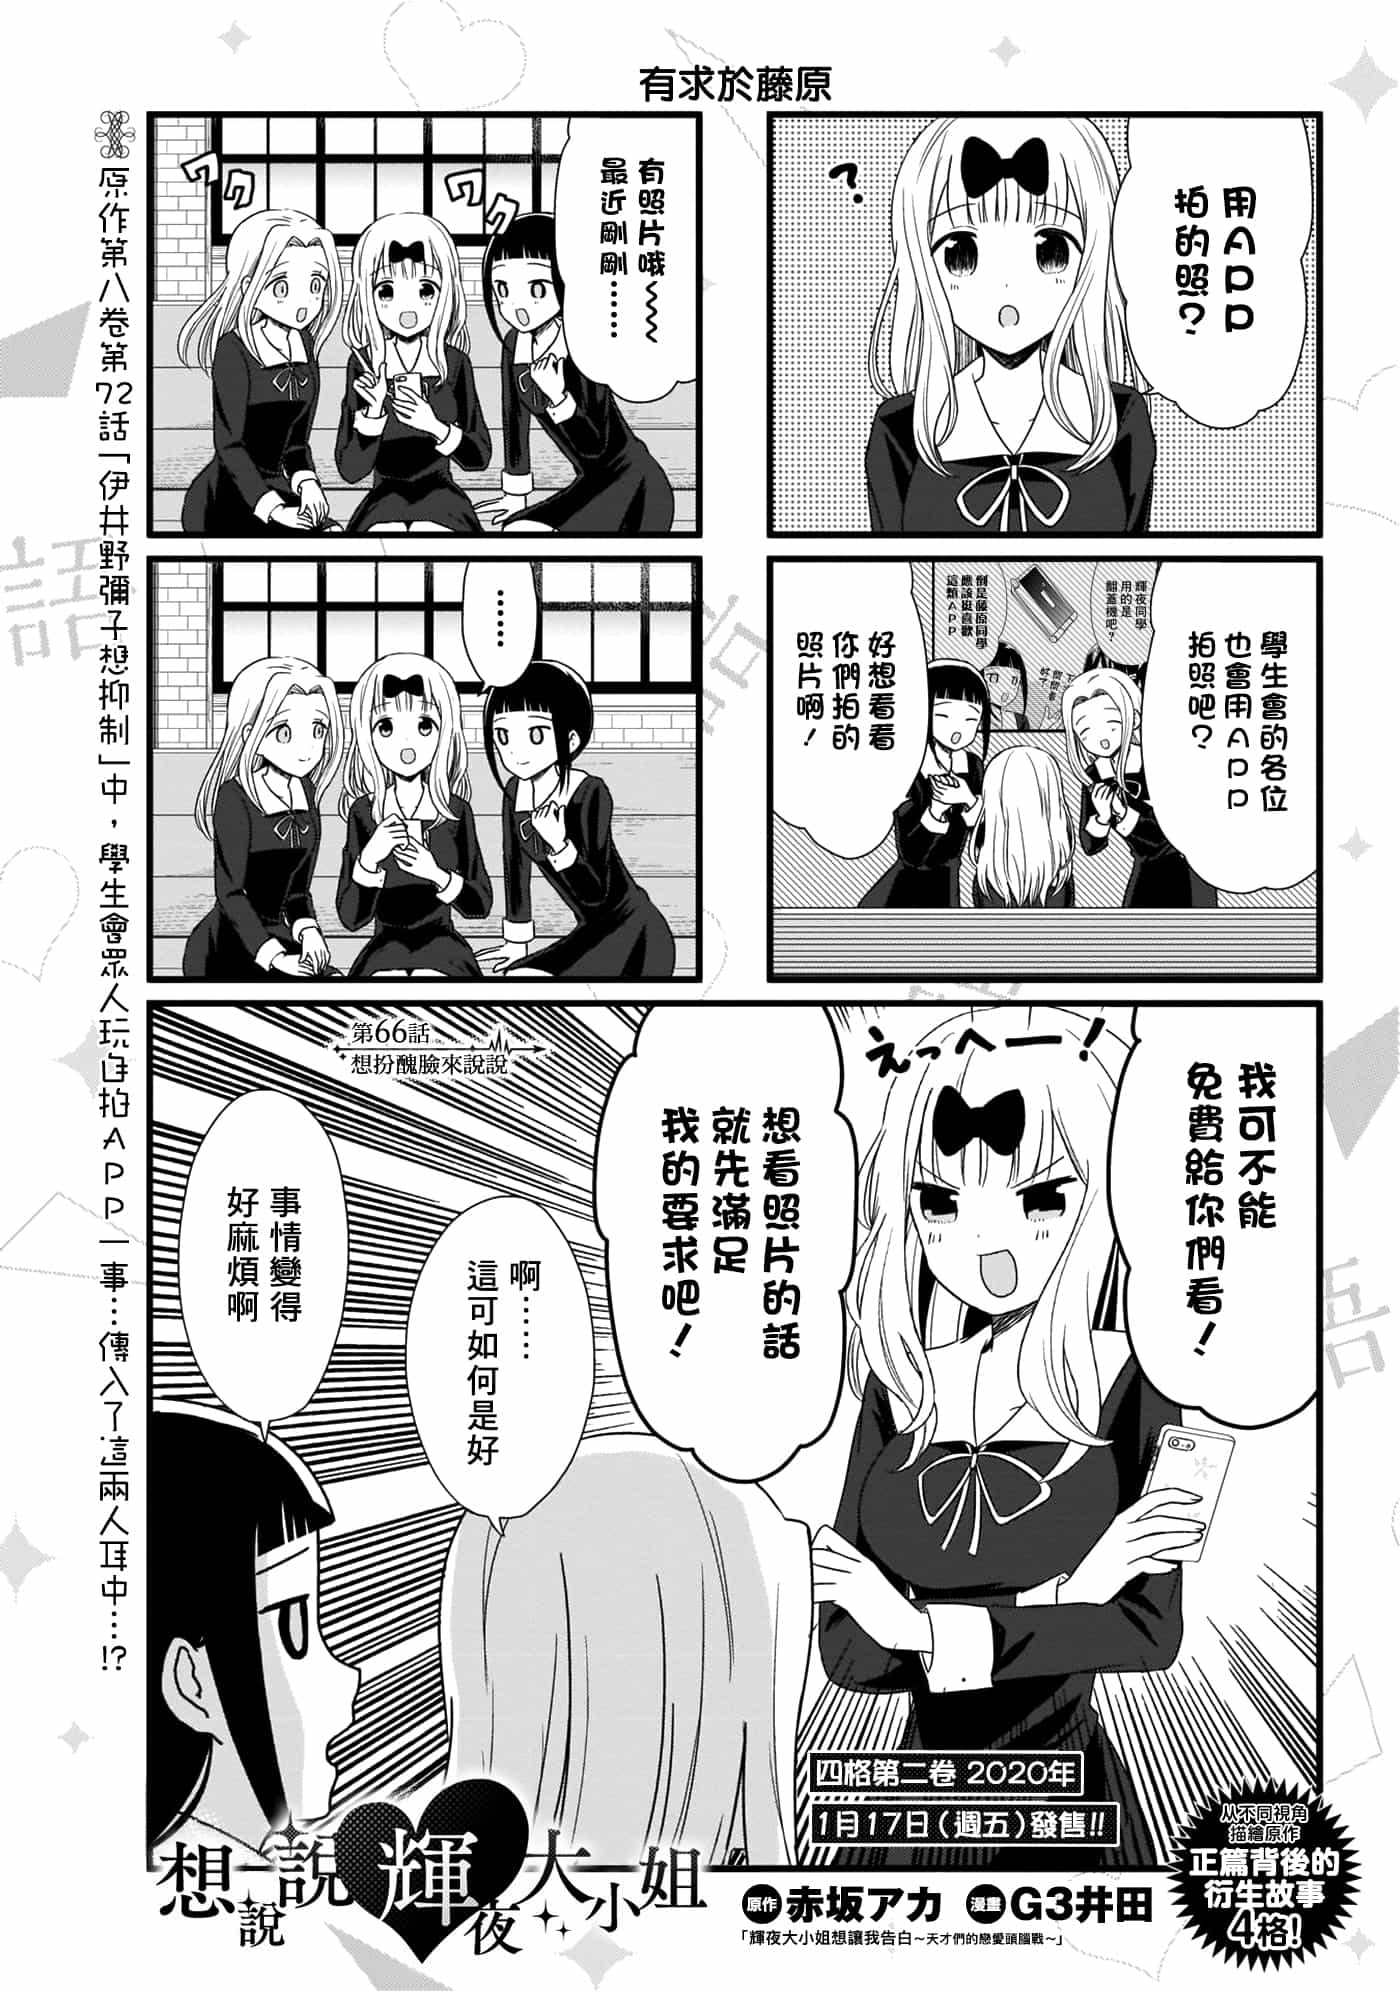 有求於藤原
用APP
拍的照？
？
學生會的各位
也會用APP
拍照吧？
輝夜同學
用的是
翻蓋機吧？
倒是藤原同學
應該挺喜歡
這類APP
好想看看
你們拍的
照片啊！
有照片哦～～～
最近剛剛……
ワクワク
ワクワク
……
我可不能
免費給你們看！
えっへー！
想看照片的話
就先滿足
我的要求吧！
啊……
這可如何是好
事情變得
好麻煩啊
第66話
想扮醜臉來說說
原作第八卷第72話「伊井野彌子想抑制」中，學生會眾人玩自拍APP一事…傳入了這兩人耳中…!?
四格第二卷 2020年
1月17日（週五）發售!!
从不同視角
描繪原作
正篇背後的
衍生故事
4格!
想說說輝夜大小姐
原作 赤坂アカ 漫畫 G3井田
「輝夜大小姐想讓我告白～天才們的戀愛頭腦戰～」